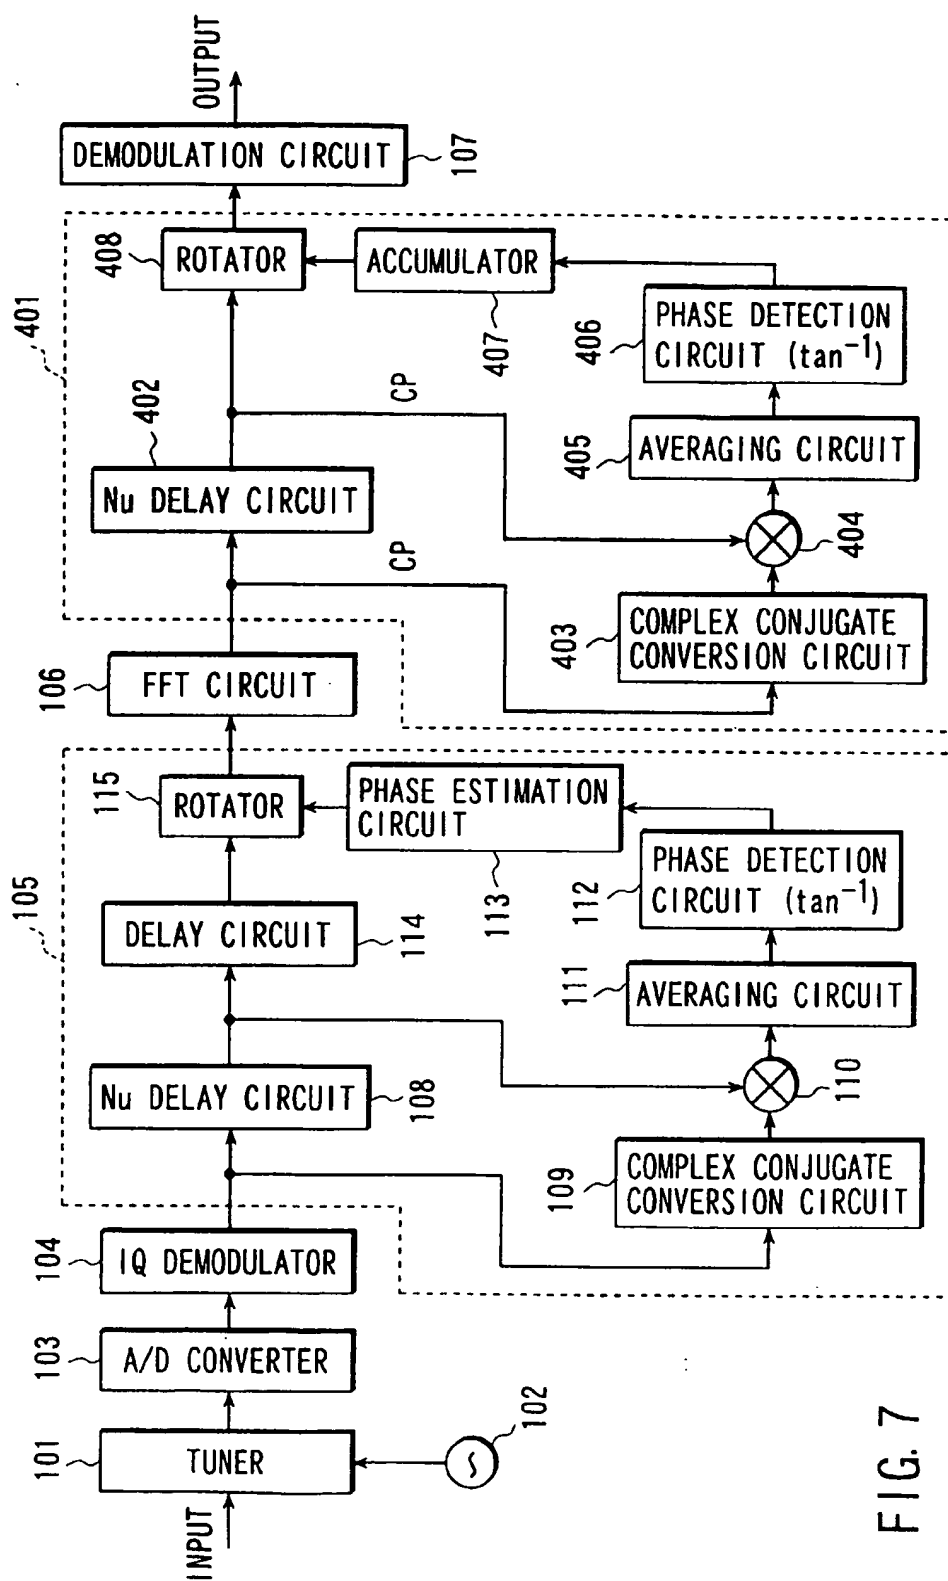 INPUT
101
TUNER
102
103
A/D CONVERTER
104
IQ DEMODULATOR
105
Nu DELAY CIRCUIT
108
109
COMPLEX CONJUGATE
CONVERSION CIRCUIT
110
111
AVERAGING CIRCUIT
112
PHASE DETECTION
CIRCUIT (tan⁻¹)
113
PHASE ESTIMATION
CIRCUIT
DELAY CIRCUIT
114
115
ROTATOR
106
FFT CIRCUIT
401
402
Nu DELAY CIRCUIT
CP
CP
403
COMPLEX CONJUGATE
CONVERSION CIRCUIT
404
405
AVERAGING CIRCUIT
406
PHASE DETECTION
CIRCUIT (tan⁻¹)
407
ACCUMULATOR
408
ROTATOR
DEMODULATION CIRCUIT
107
OUTPUT
FIG. 7